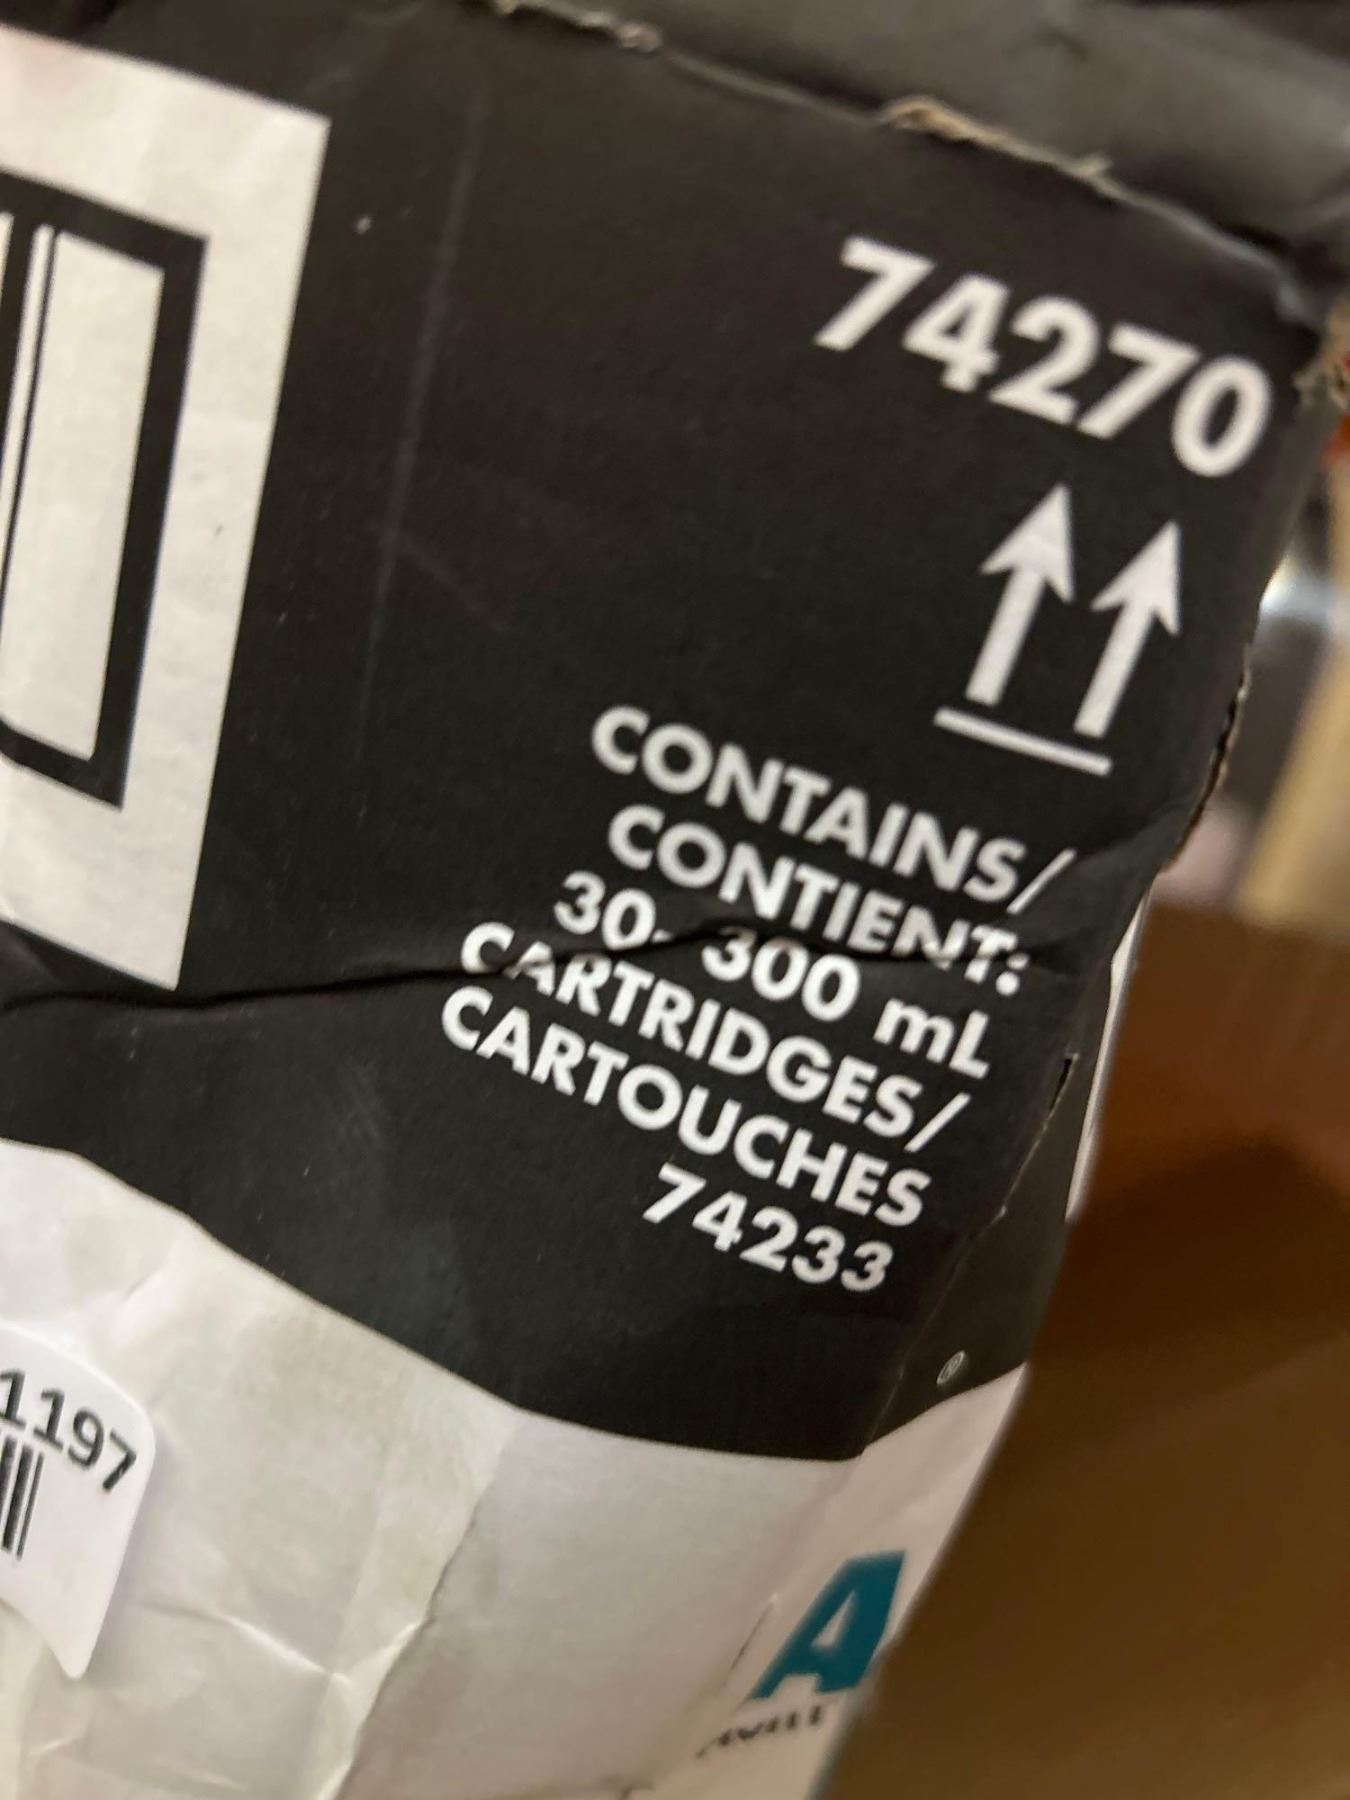 74270
CONTAINS/
CONTIENT:
30- 300 mL
CARTRIDGES/
CARTOUCHES
74233
1197
A